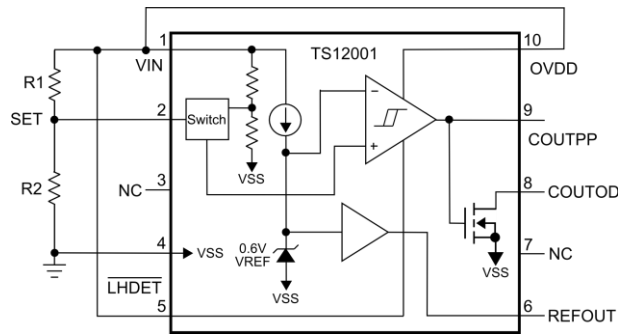 1
TS12001
10
VIN
OVDD
R1
SET
2
Switch
−
+
9
COUTPP
VSS
R2
NC
3
8
COUTOD
4
VSS
0.6V
VREF
VSS
7
NC
VSS
LHDET
5
6
REFOUT